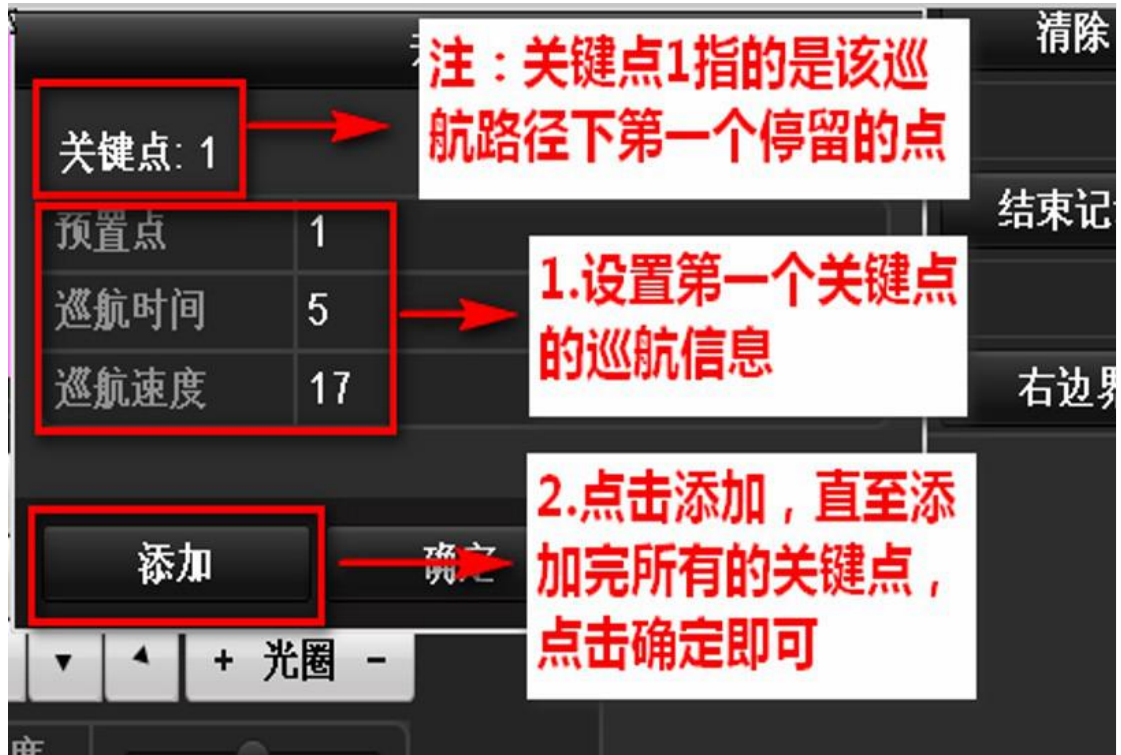 清除
注：关键点1指的是该巡
航路径下第一个停留的点
关键点: 1
结束记
预置点 1
1.设置第一个关键点
的巡航信息
巡航时间 5
巡航速度 17
右边界
2.点击添加，直至添
加完所有的关键点，
点击确定即可
添加 确定
▼ ▲ + 光圈 -
度